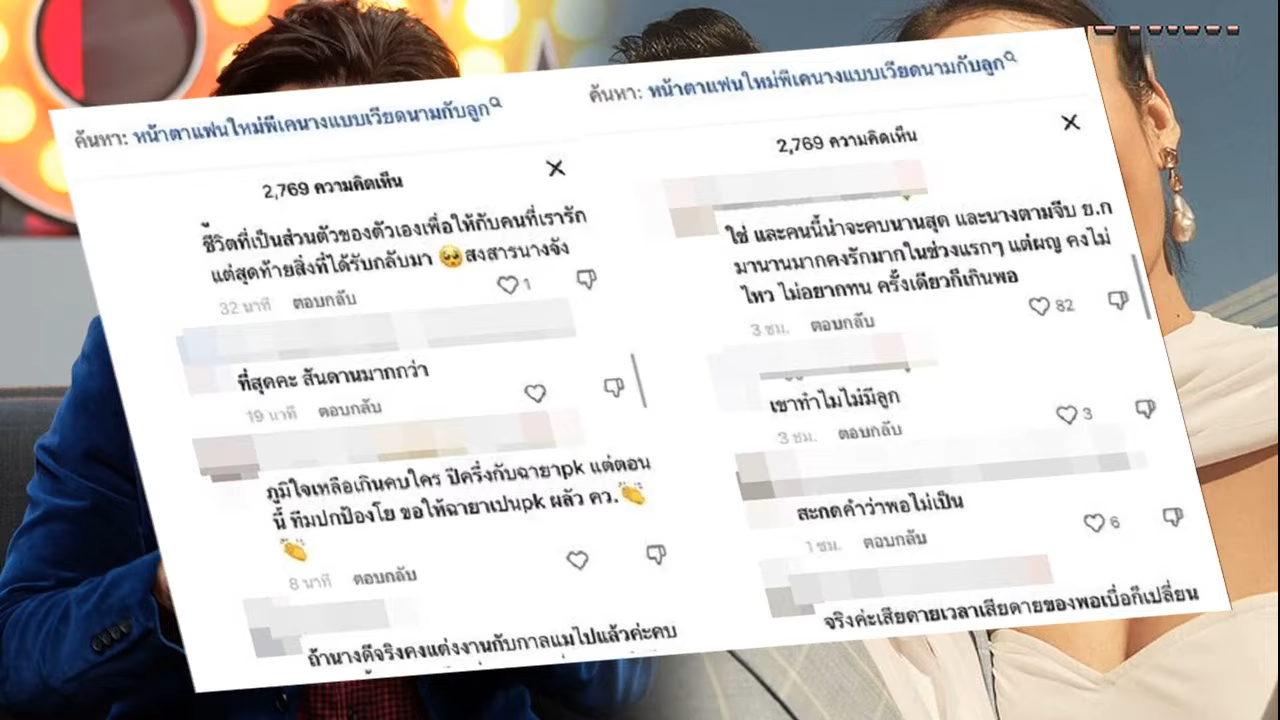 ค้นหา: หน้าตาแฟนใหม่พีเคนางแบบเวียดนามกับลูก
2,769 ความคิดเห็น
ชีวิตที่เป็นส่วนตัวของตัวเองเพื่อให้กับคนที่เรารัก
แต่สุดท้ายสิ่งที่ได้รับกลับมา 🥺สงสารนางจัง
32 นาที ตอบกลับ 1
ที่สุดคะ สันดานมากกว่า
19 นาที ตอบกลับ
ภูมิใจเหลือเกินคบใคร ปีครึ่งกับฉายาpk แต่ตอน
นี้ ทีมปกป้องโย ขอให้ฉายาเปนpk ผลัว คว.👏
👏
8 นาที ตอบกลับ
ถ้านางดีจริงคงแต่งงานกับกาลแมไปแล้วค่ะคบ
ค้นหา: หน้าตาแฟนใหม่พีเคนางแบบเวียดนามกับลูก
2,769 ความคิดเห็น
ใช่ และคนนี้น่าจะคบนานสุด และนางตามจีบ ย.ก
มานานมากคงรักมากในช่วงแรกๆ แต่ผญ คงไม่
ไหว ไม่อยากทน ครั้งเดียวก็เกินพอ
3 ชม. ตอบกลับ 82
เขาทำไมไม่มีลูก
3 ชม. ตอบกลับ 3
สะกดคำว่าพอไม่เป็น
1 ชม. ตอบกลับ 6
จริงค่ะเสียดายเวลาเสียดายของพอเบื่อก็เปลี่ยน